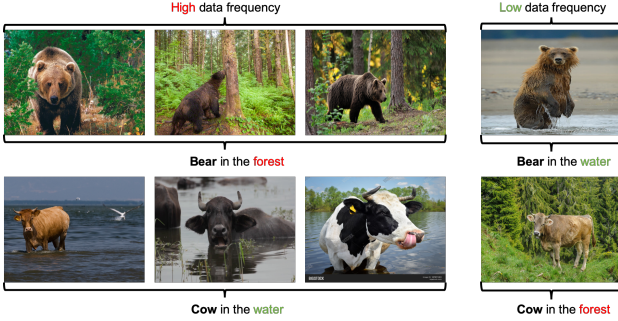 High data frequency
Low data frequency
Bear in the forest
Bear in the water
Cow in the water
Cow in the forest